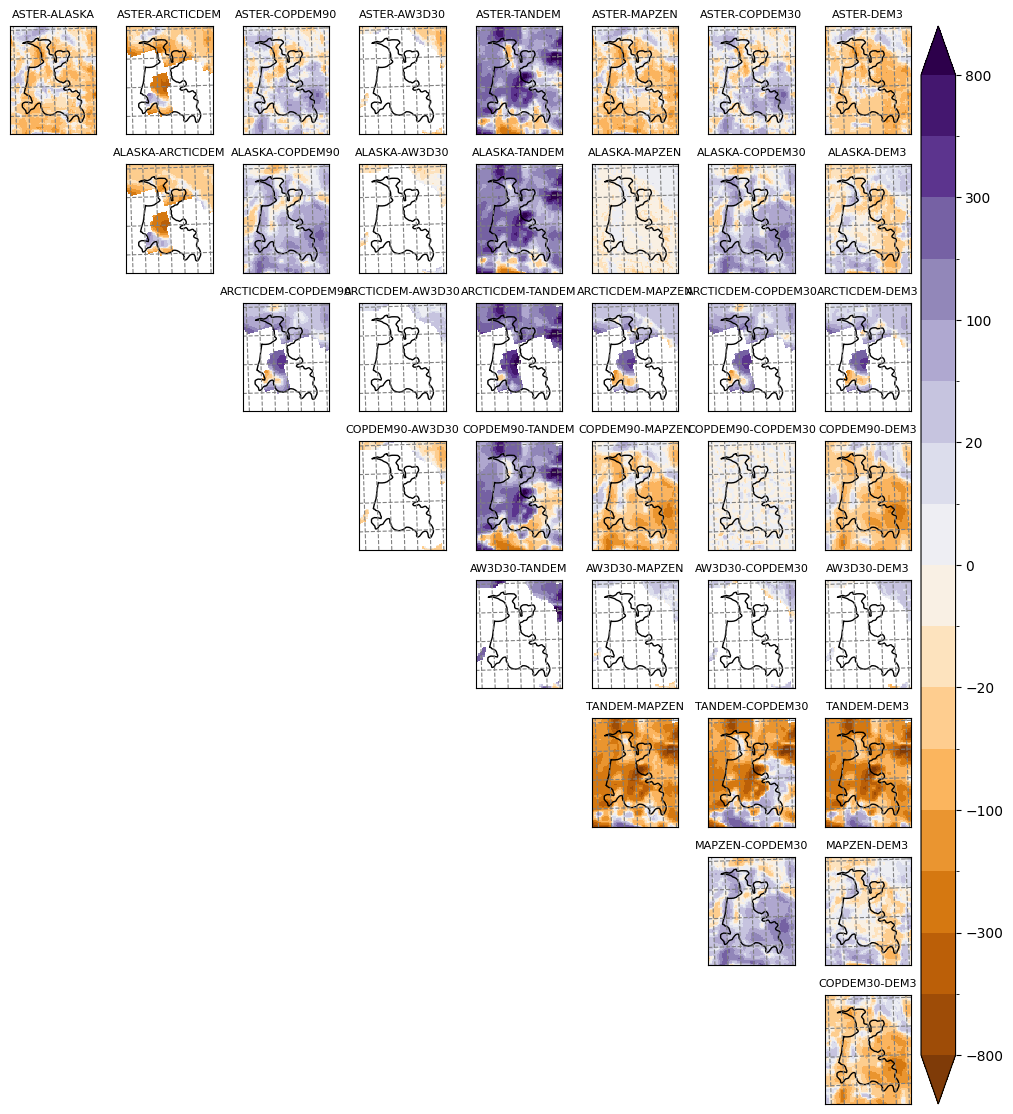 ASTER-ALASKA ASTER-ARCTICDEM ASTER-COPDEM90 ASTER-AW3D30 ASTER-TANDEM ASTER-MAPZEN ASTER-COPDEM30 ASTER-DEM3
800
ALASKA-ARCTICDEM ALASKA-COPDEM90 ALASKA-AW3D30 ALASKA-TANDEM ALASKA-MAPZEN ALASKA-COPDEM30 ALASKA-DEM3
300
ARCTICDEM-COPDEM90 ARCTICDEM-AW3D30 ARCTICDEM-TANDEM ARCTICDEM-MAPZEN ARCTICDEM-COPDEM30 ARCTICDEM-DEM3
100
COPDEM90-AW3D30 COPDEM90-TANDEM COPDEM90-MAPZEN COPDEM90-COPDEM30 COPDEM90-DEM3
20
0
AW3D30-TANDEM AW3D30-MAPZEN AW3D30-COPDEM30 AW3D30-DEM3
−20
TANDEM-MAPZEN TANDEM-COPDEM30 TANDEM-DEM3
−100
MAPZEN-COPDEM30 MAPZEN-DEM3
−300
COPDEM30-DEM3
−800